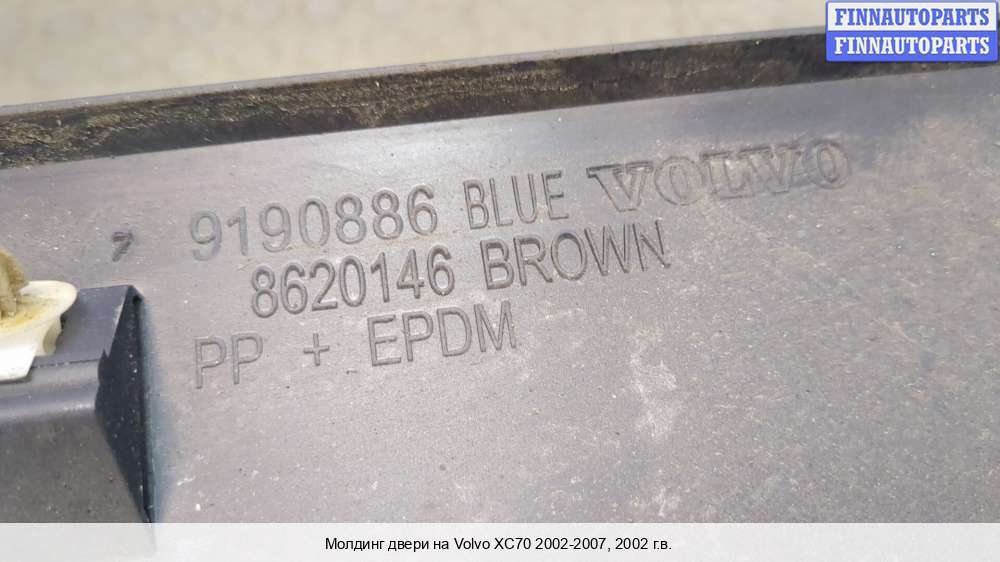 FINNAUTOPARTS
FINNAUTOPARTS
9190886 BLUE VOLVO
8620146 BROWN
PP + EPDM
Молдинг двери на Volvo XC70 2002-2007, 2002 г.в.